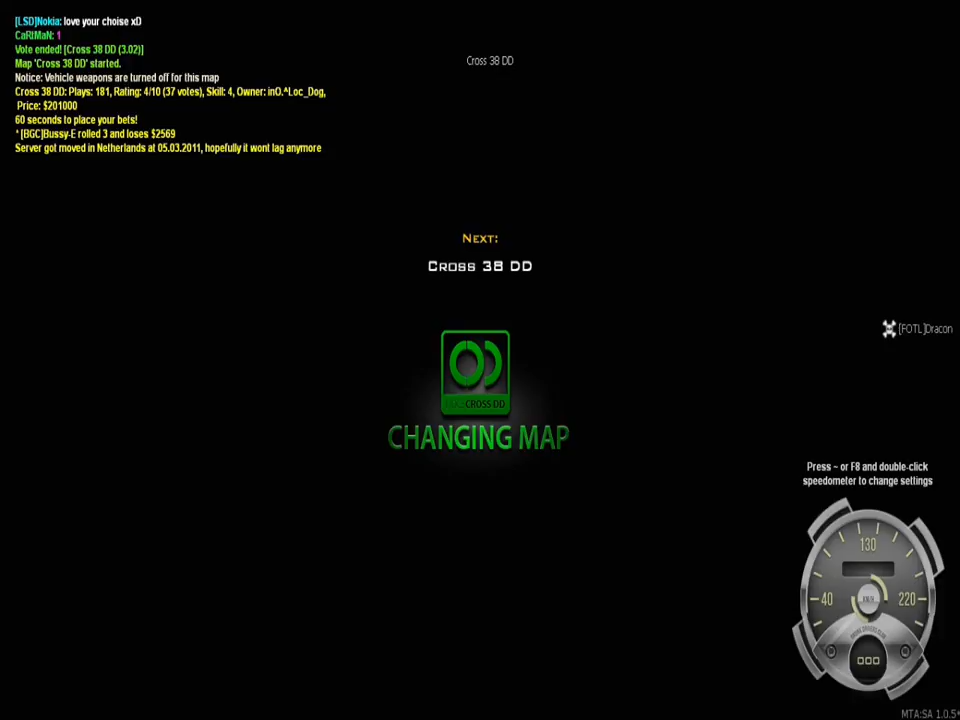 [LSD]Nokia: love your choise xD
CaRtMaN: 1
Vote ended! [Cross 38 DD (3.02)]
Map 'Cross 38 DD' started.
Notice: Vehicle weapons are turned off for this map
Cross 38 DD: Plays: 181, Rating: 4/10 (37 votes), Skill: 4, Owner: inO.^Loc_Dog,
Price: $201000
60 seconds to place your bets!
* [BGC]Bussy-E rolled 3 and loses $2569
Server got moved in Netherlands at 05.03.2011, hopefully it wont lag anymore
Cross 38 DD
Next:
Cross 38 DD
[FOTL]Dracon
CROSS DD
CHANGING MAP
Press ~ or F8 and double-click
speedometer to change settings
130
40
220
000
MTA:SA 1.0.5*